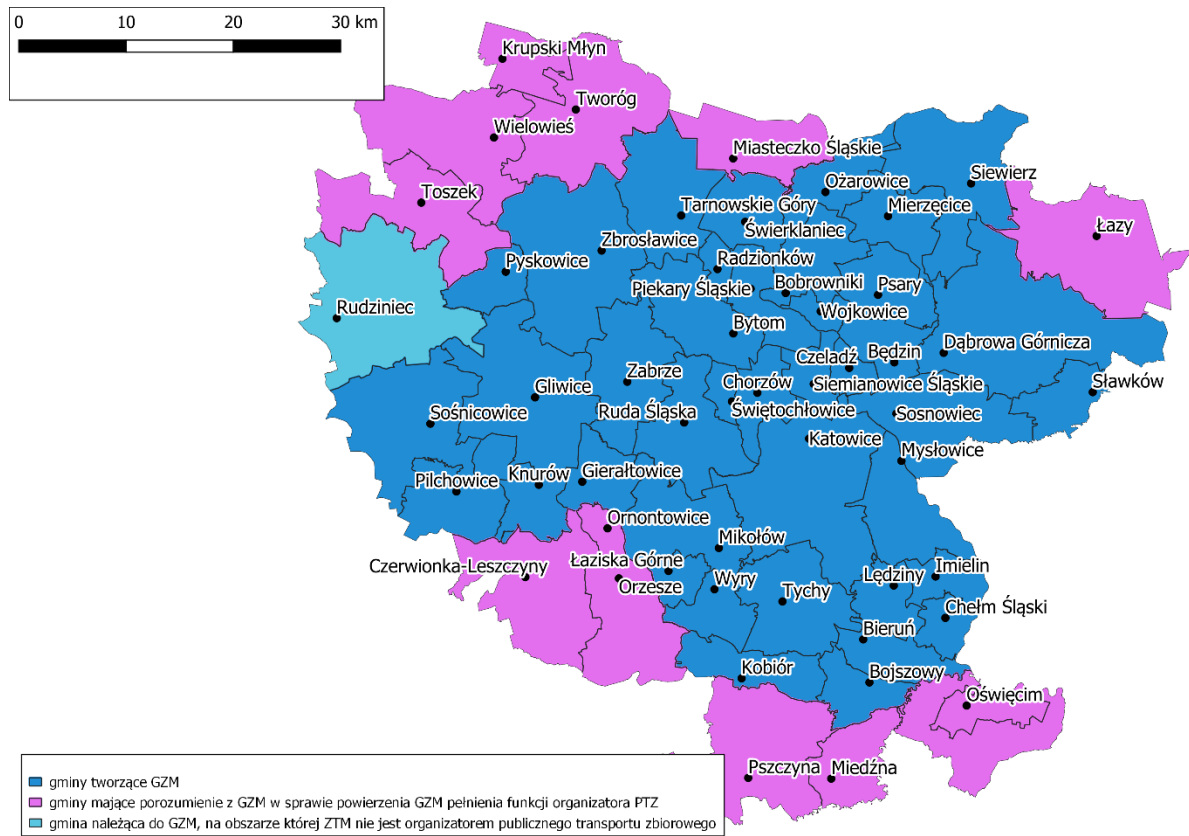 0 10 20 30 km
Krupski Młyn
Tworóg
Wielowieś
Miasteczko Śląskie
Siewierz
Ożarowice
Toszek
Mierzęcice
Tarnowskie Góry
Łazy
Świerklaniec
Zbrosławice
Radzionków
Pyskowice
Piekary Śląskie
Bobrowniki
Psary
Rudziniec
Wojkowice
Bytom
Czeladź
Będzin
Dąbrowa Górnicza
Zabrze
Chorzów
Siemianowice Śląskie
Sławków
Gliwice
Sośnicowice
Ruda Śląska
Świętochłowice
Sosnowiec
Katowice
Mysłowice
Pilchowice
Knurów
Gierałtowice
Ornontowice
Mikołów
Czerwionka-Leszczyny
Łaziska Górne
Orzesze
Wyry
Tychy
Lędziny
Imielin
Chełm Śląski
Bieruń
Kobiór
Bojszowy
Oświęcim
Pszczyna
Miedźna
gminy tworzące GZM
gminy mające porozumienie z GZM w sprawie powierzenia GZM pełnienia funkcji organizatora PTZ
gmina należąca do GZM, na obszarze której ZTM nie jest organizatorem publicznego transportu zbiorowego